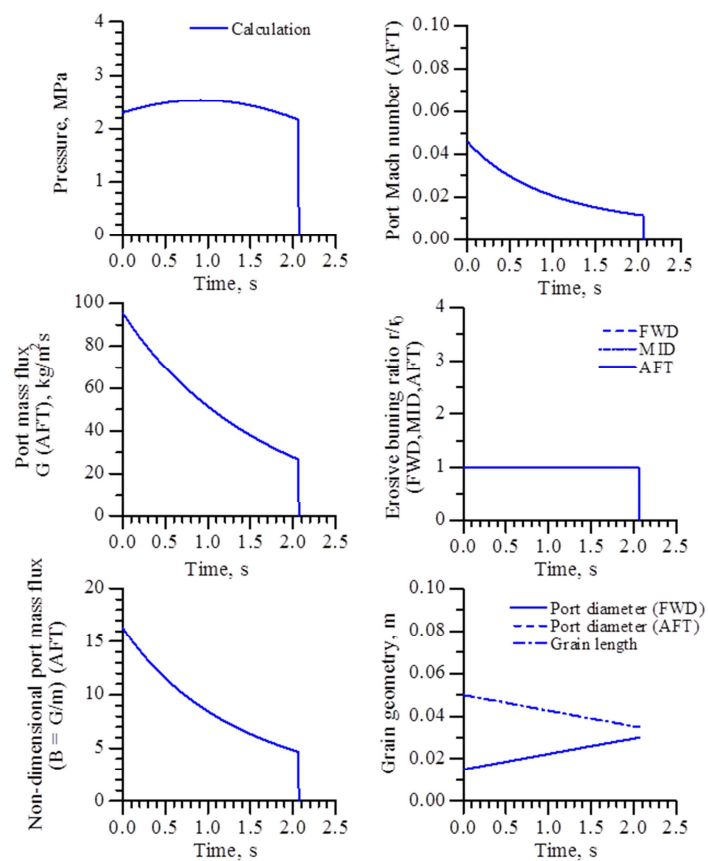 Calculation
Pressure, MPa
4
3
2
1
0
0.0 0.5 1.0 1.5 2.0 2.5
Time, s
Port Mach number (AFT)
0.10
0.08
0.06
0.04
0.02
0.00
0.0 0.5 1.0 1.5 2.0 2.5
Time, s
Port mass flux
G (AFT), kg/m²s
100
80
60
40
20
0
0.0 0.5 1.0 1.5 2.0 2.5
Time, s
FWD
MID
AFT
Erosive buning ratio r/r0
(FWD,MID,AFT)
4
3
2
1
0
0.0 0.5 1.0 1.5 2.0 2.5
Time, s
Non-dimensional port mass flux
(B = G/m) (AFT)
20
15
10
5
0
0.0 0.5 1.0 1.5 2.0 2.5
Time, s
Port diameter (FWD)
Port diameter (AFT)
Grain length
Grain geometry, m
0.10
0.08
0.06
0.04
0.02
0.00
0.0 0.5 1.0 1.5 2.0 2.5
Time, s